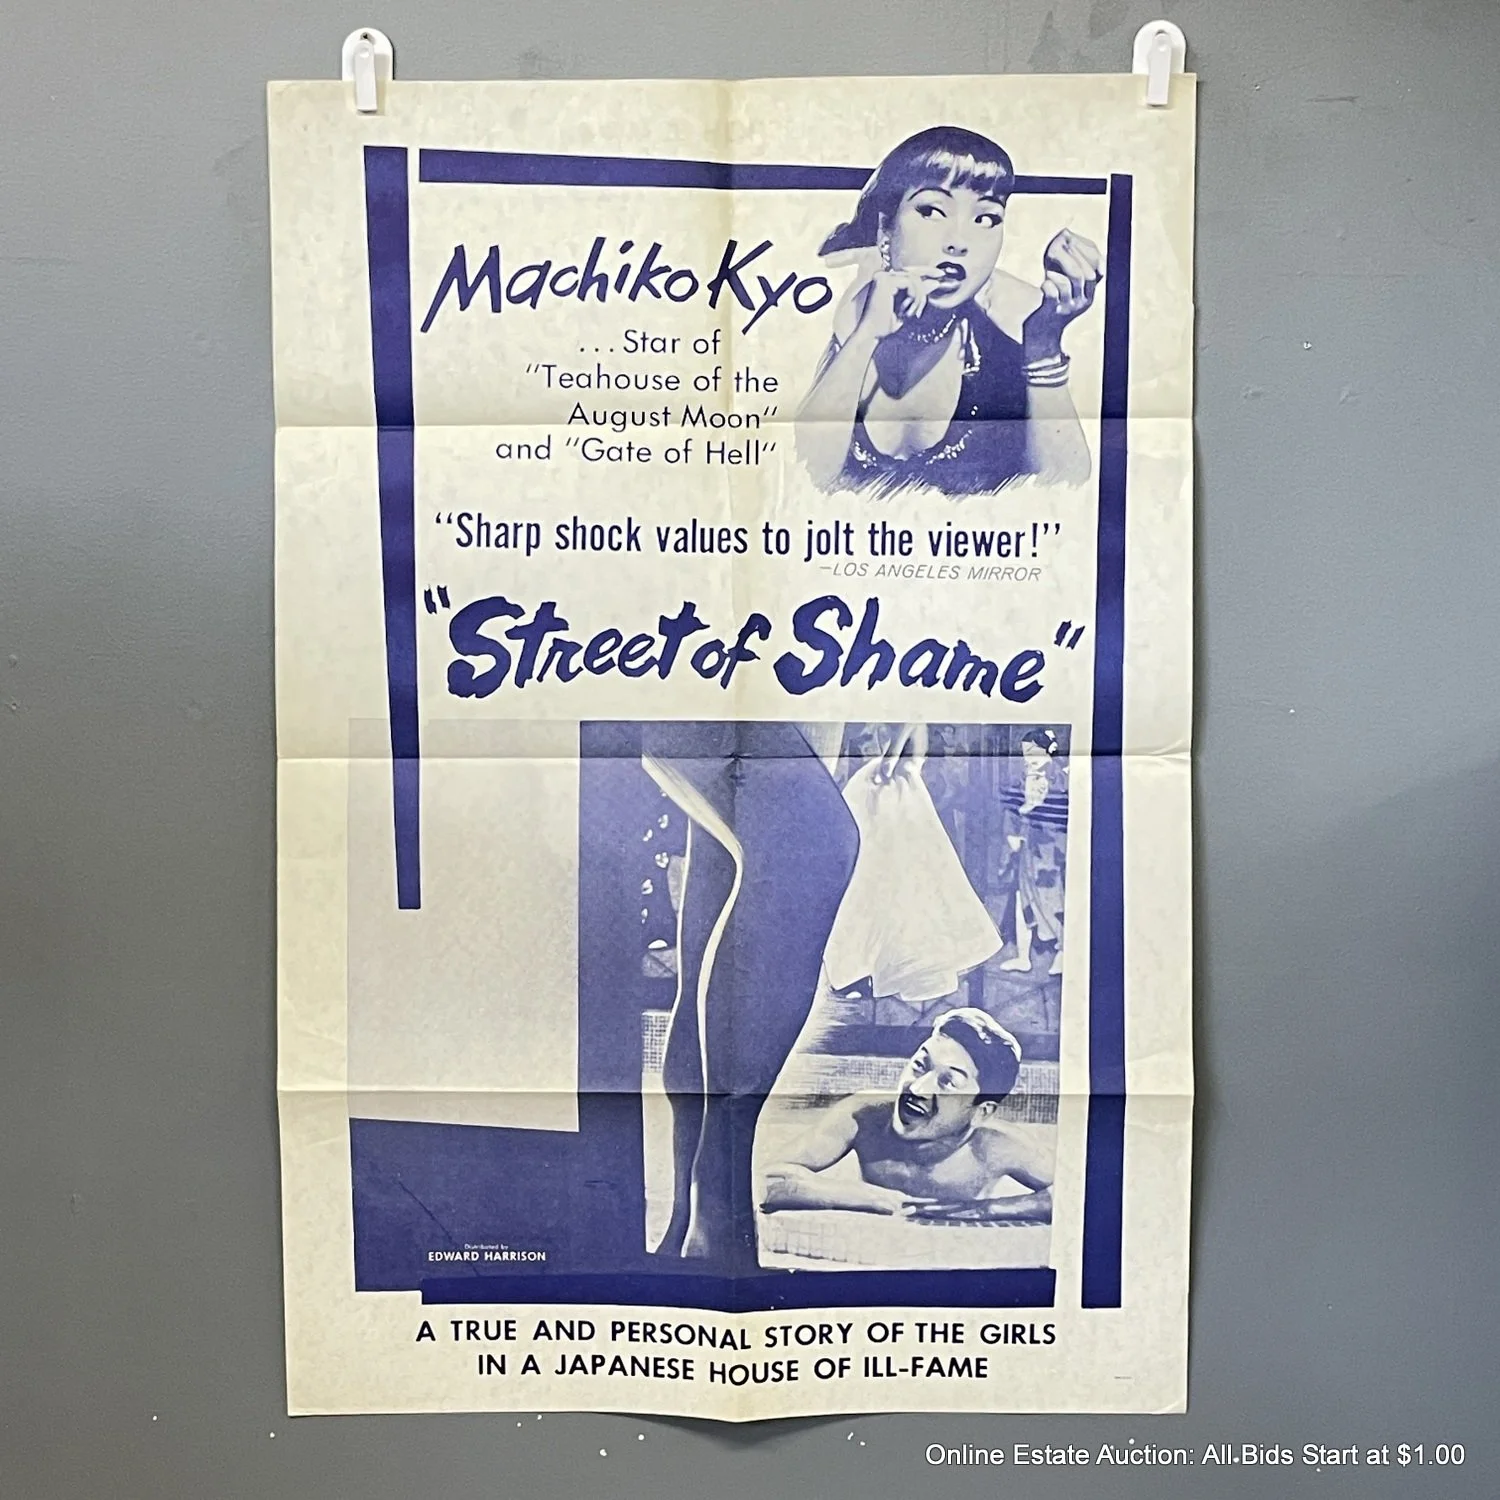 Machiko Kyo
...Star of
"Teahouse of the
August Moon"
and "Gate of Hell"
"Sharp shock values to jolt the viewer!"
—LOS ANGELES MIRROR
"Street of Shame"
Distributed by
EDWARD HARRISON
A TRUE AND PERSONAL STORY OF THE GIRLS
IN A JAPANESE HOUSE OF ILL-FAME
Online Estate Auction: All Bids Start at $1.00